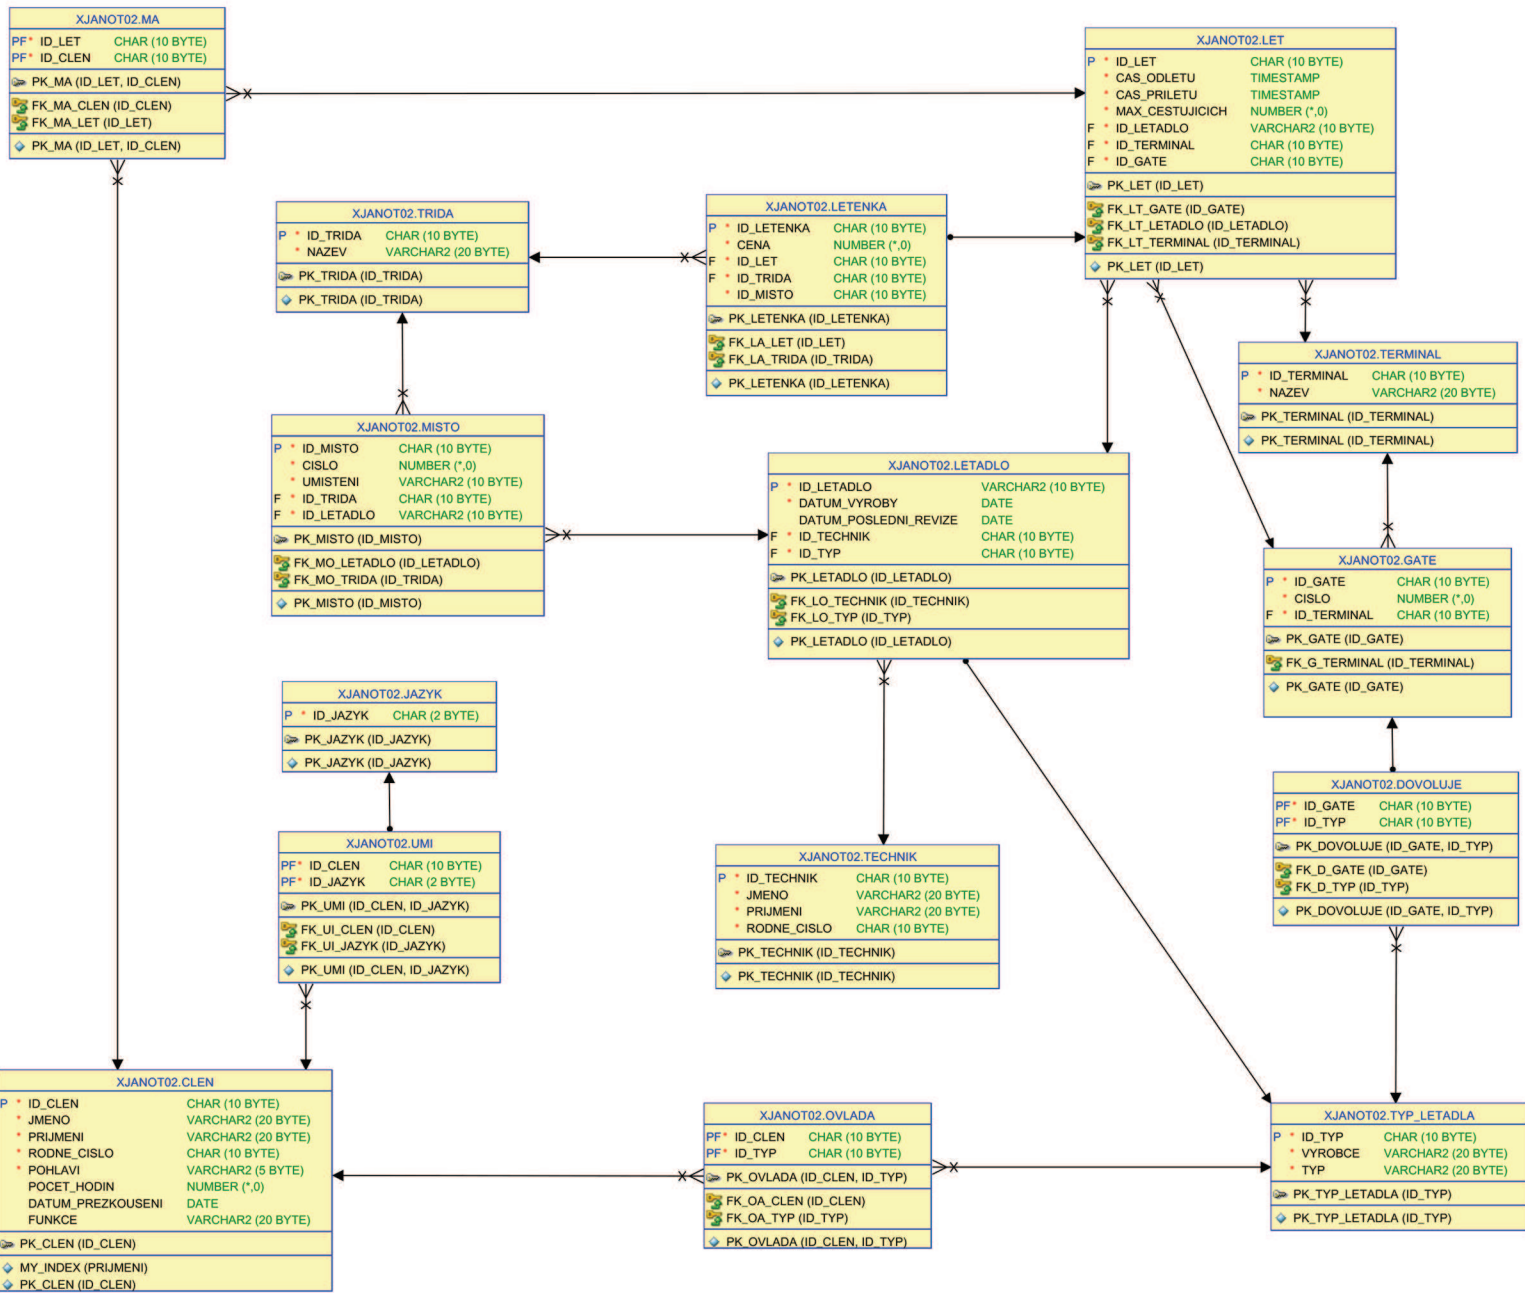 XJANOT02.MA
PF* ID_LET CHAR (10 BYTE)
PF* ID_CLEN CHAR (10 BYTE)
PK_MA (ID_LET, ID_CLEN)
FK_MA_CLEN (ID_CLEN)
FK_MA_LET (ID_LET)
PK_MA (ID_LET, ID_CLEN)
XJANOT02.LET
P * ID_LET CHAR (10 BYTE)
* CAS_ODLETU TIMESTAMP
* CAS_PRILETU TIMESTAMP
* MAX_CESTUJICICH NUMBER (*,0)
F * ID_LETADLO VARCHAR2 (10 BYTE)
F * ID_TERMINAL CHAR (10 BYTE)
F * ID_GATE CHAR (10 BYTE)
PK_LET (ID_LET)
FK_LT_GATE (ID_GATE)
FK_LT_LETADLO (ID_LETADLO)
FK_LT_TERMINAL (ID_TERMINAL)
PK_LET (ID_LET)
XJANOT02.TRIDA
P * ID_TRIDA CHAR (10 BYTE)
* NAZEV VARCHAR2 (20 BYTE)
PK_TRIDA (ID_TRIDA)
PK_TRIDA (ID_TRIDA)
XJANOT02.LETENKA
P * ID_LETENKA CHAR (10 BYTE)
* CENA NUMBER (*,0)
F * ID_LET CHAR (10 BYTE)
F * ID_TRIDA CHAR (10 BYTE)
* ID_MISTO CHAR (10 BYTE)
PK_LETENKA (ID_LETENKA)
FK_LA_LET (ID_LET)
FK_LA_TRIDA (ID_TRIDA)
PK_LETENKA (ID_LETENKA)
XJANOT02.TERMINAL
P * ID_TERMINAL CHAR (10 BYTE)
* NAZEV VARCHAR2 (20 BYTE)
PK_TERMINAL (ID_TERMINAL)
PK_TERMINAL (ID_TERMINAL)
XJANOT02.MISTO
P * ID_MISTO CHAR (10 BYTE)
* CISLO NUMBER (*,0)
* UMISTENI VARCHAR2 (10 BYTE)
F * ID_TRIDA CHAR (10 BYTE)
F * ID_LETADLO VARCHAR2 (10 BYTE)
PK_MISTO (ID_MISTO)
FK_MO_LETADLO (ID_LETADLO)
FK_MO_TRIDA (ID_TRIDA)
PK_MISTO (ID_MISTO)
XJANOT02.LETADLO
P * ID_LETADLO VARCHAR2 (10 BYTE)
* DATUM_VYROBY DATE
DATUM_POSLEDNI_REVIZE DATE
F * ID_TECHNIK CHAR (10 BYTE)
F * ID_TYP CHAR (10 BYTE)
PK_LETADLO (ID_LETADLO)
FK_LO_TECHNIK (ID_TECHNIK)
FK_LO_TYP (ID_TYP)
PK_LETADLO (ID_LETADLO)
XJANOT02.GATE
P * ID_GATE CHAR (10 BYTE)
* CISLO NUMBER (*,0)
F * ID_TERMINAL CHAR (10 BYTE)
PK_GATE (ID_GATE)
FK_G_TERMINAL (ID_TERMINAL)
PK_GATE (ID_GATE)
XJANOT02.JAZYK
P * ID_JAZYK CHAR (2 BYTE)
PK_JAZYK (ID_JAZYK)
PK_JAZYK (ID_JAZYK)
XJANOT02.DOVOLUJE
PF* ID_GATE CHAR (10 BYTE)
PF* ID_TYP CHAR (10 BYTE)
PK_DOVOLUJE (ID_GATE, ID_TYP)
FK_D_GATE (ID_GATE)
FK_D_TYP (ID_TYP)
PK_DOVOLUJE (ID_GATE, ID_TYP)
XJANOT02.UMI
PF* ID_CLEN CHAR (10 BYTE)
PF* ID_JAZYK CHAR (2 BYTE)
PK_UMI (ID_CLEN, ID_JAZYK)
FK_UI_CLEN (ID_CLEN)
FK_UI_JAZYK (ID_JAZYK)
PK_UMI (ID_CLEN, ID_JAZYK)
XJANOT02.TECHNIK
P * ID_TECHNIK CHAR (10 BYTE)
* JMENO VARCHAR2 (20 BYTE)
* PRIJMENI VARCHAR2 (20 BYTE)
* RODNE_CISLO CHAR (10 BYTE)
PK_TECHNIK (ID_TECHNIK)
PK_TECHNIK (ID_TECHNIK)
XJANOT02.CLEN
P * ID_CLEN CHAR (10 BYTE)
* JMENO VARCHAR2 (20 BYTE)
* PRIJMENI VARCHAR2 (20 BYTE)
* RODNE_CISLO CHAR (10 BYTE)
* POHLAVI VARCHAR2 (5 BYTE)
POCET_HODIN NUMBER (*,0)
DATUM_PREZKOUSENI DATE
FUNKCE VARCHAR2 (20 BYTE)
PK_CLEN (ID_CLEN)
MY_INDEX (PRIJMENI)
PK_CLEN (ID_CLEN)
XJANOT02.OVLADA
PF* ID_CLEN CHAR (10 BYTE)
PF* ID_TYP CHAR (10 BYTE)
PK_OVLADA (ID_CLEN, ID_TYP)
FK_OA_CLEN (ID_CLEN)
FK_OA_TYP (ID_TYP)
PK_OVLADA (ID_CLEN, ID_TYP)
XJANOT02.TYP_LETADLA
P * ID_TYP CHAR (10 BYTE)
* VYROBCE VARCHAR2 (20 BYTE)
* TYP VARCHAR2 (20 BYTE)
PK_TYP_LETADLA (ID_TYP)
PK_TYP_LETADLA (ID_TYP)